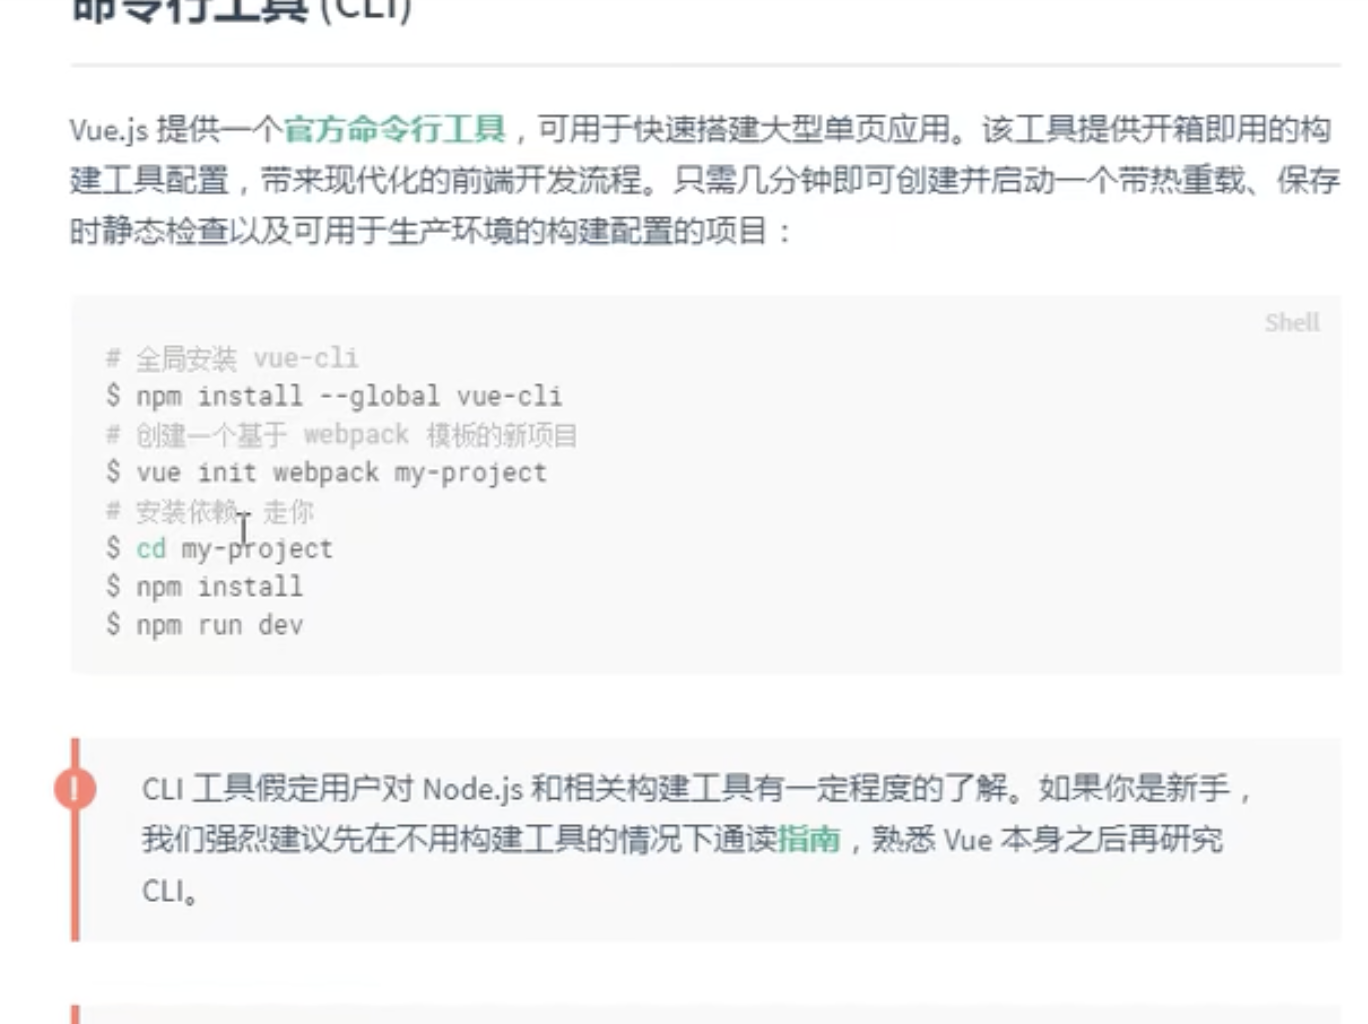 命令行工具 (CLI)
Vue.js 提供一个官方命令行工具，可用于快速搭建大型单页应用。该工具提供开箱即用的构
建工具配置，带来现代化的前端开发流程。只需几分钟即可创建并启动一个带热重载、保存
时静态检查以及可用于生产环境的构建配置的项目：
Shell
# 全局安装 vue-cli
$ npm install --global vue-cli
# 创建一个基于 webpack 模板的新项目
$ vue init webpack my-project
# 安装依赖，走你
$ cd my-project
$ npm install
$ npm run dev
CLI 工具假定用户对 Node.js 和相关构建工具有一定程度的了解。如果你是新手，
我们强烈建议先在不用构建工具的情况下通读指南，熟悉 Vue 本身之后再研究
CLI。